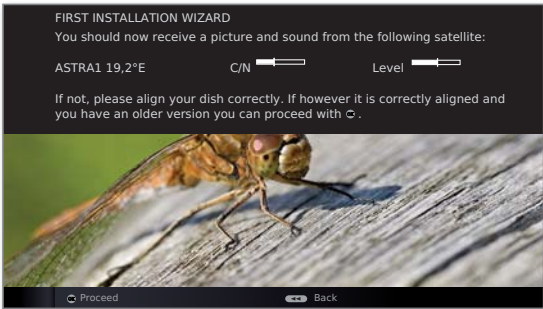 FIRST INSTALLATION WIZARD
You should now receive a picture and sound from the following satellite:
ASTRA1 19,2°E C/N Level
If not, please align your dish correctly. If however it is correctly aligned and
you have an older version you can proceed with OK .
OK Proceed Back